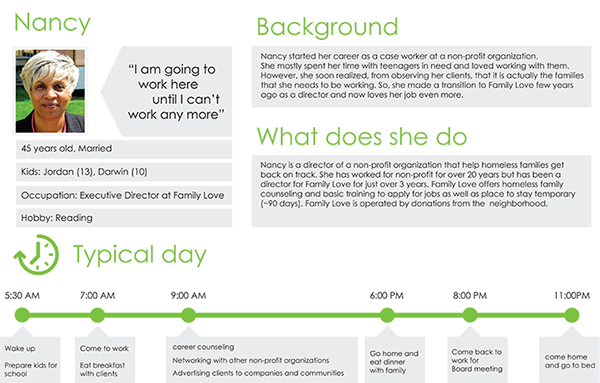 Nancy
"I am going to
work here
until I can't
work any more"
45 years old, Married
Kids: Jordan (13), Darwin (10)
Occupation: Executive Director at Family Love
Hobby: Reading
Background
Nancy started her career as a case worker at a non-profit organization.
She mostly spent her time with teenagers in need and loved working with them.
However, she soon realized, from observing her clients, that it is actually the families
that she needs to be working. So, she made a transition to Family Love few years
ago as a director and now loves her job even more.
What does she do
Nancy is a director of a non-profit organization that help homeless families get
back on track. She has worked for non-profit for over 20 years but has been a
director for Family Love for just over 3 years. Family Love offers homeless family
counseling and basic training to apply for jobs as well as place to stay temporary
(~90 days). Family Love is operated by donations from the neighborhood.
Typical day
5:30 AM
7:00 AM
9:00 AM
6:00 PM
8:00 PM
11:00PM
Wake up
Prepare kids for
school
Come to work
Eat breakfast
with clients
career counseling
Networking with other non-profit organizations
Advertising clients to companies and communities
Go home and
eat dinner
with family
Come back to
work for
Board meeting
come home
and go to bed